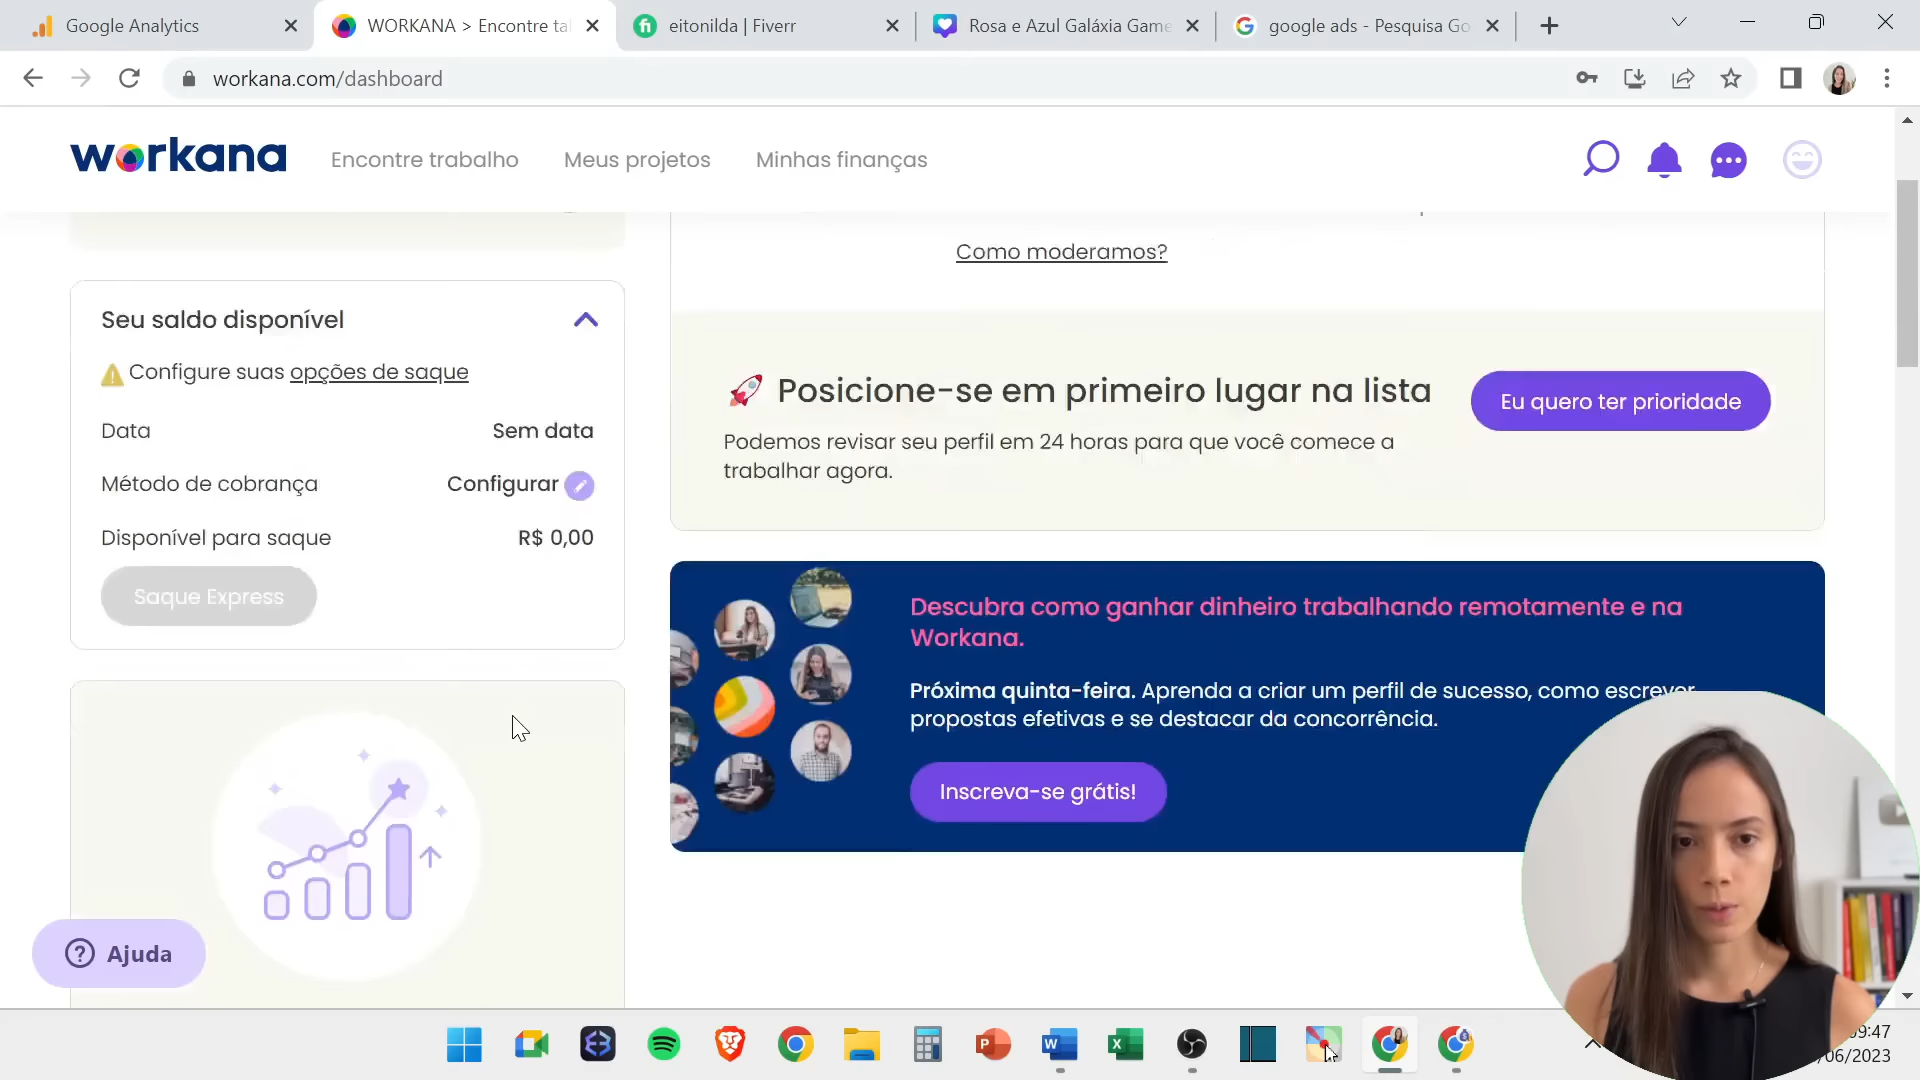 Google Analytics
WORKANA > Encontre tal
eitonilda | Fiverr
Rosa e Azul Galáxia Game
google ads - Pesquisa Go
workana.com/dashboard
workana
Encontre trabalho
Meus projetos
Minhas finanças
Como moderamos?
Seu saldo disponível
Configure suas opções de saque
Data
Sem data
Método de cobrança
Configurar
Disponível para saque
R$ 0,00
Saque Express
Posicione-se em primeiro lugar na lista
Podemos revisar seu perfil em 24 horas para que você comece a
trabalhar agora.
Eu quero ter prioridade
Descubra como ganhar dinheiro trabalhando remotamente e na
Workana.
Próxima quinta-feira. Aprenda a criar um perfil de sucesso, como escrever
propostas efetivas e se destacar da concorrência.
Inscreva-se grátis!
Ajuda
09:47
/06/2023